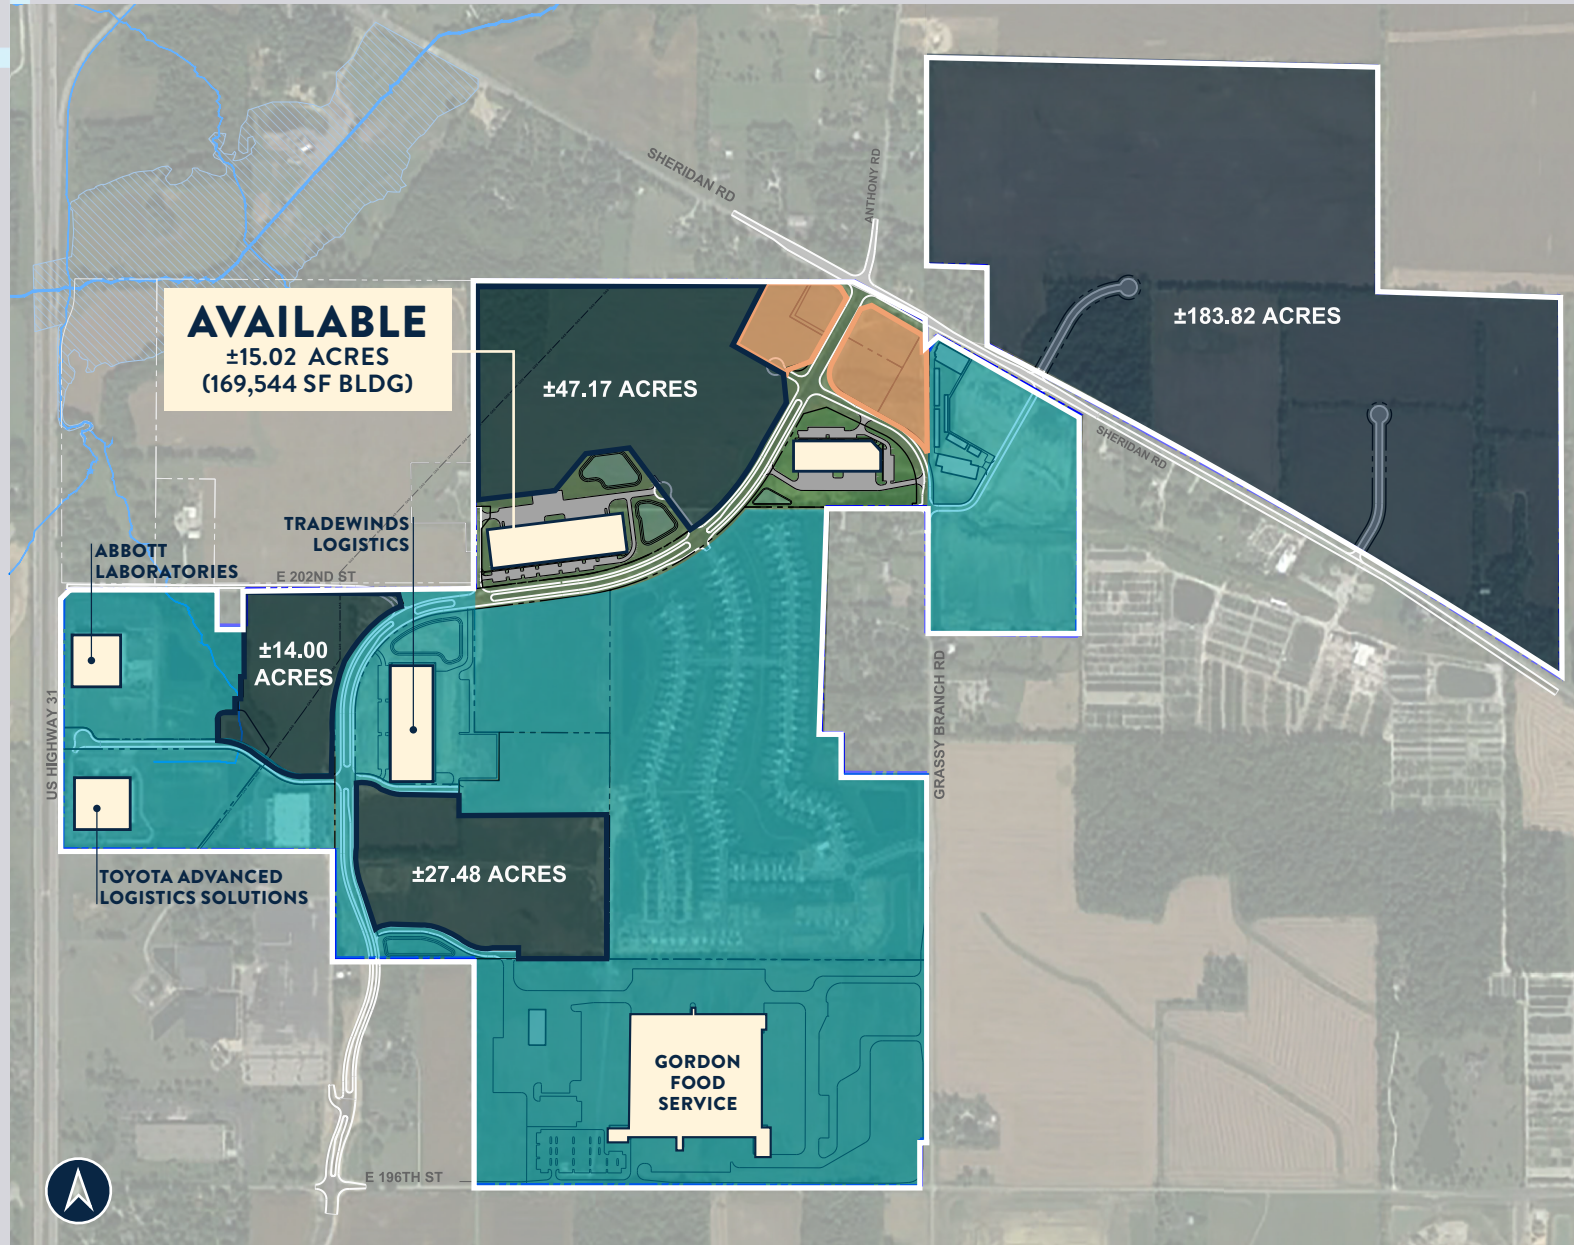 SHERIDAN RD
ANTHONY RD
AVAILABLE
±15.02 ACRES
(169,544 SF BLDG)
±183.82 ACRES
±47.17 ACRES
SHERIDAN RD
TRADEWINDS
LOGISTICS
ABBOTT
LABORATORIES
E 202ND ST
±14.00
ACRES
US HIGHWAY 31
GRASSY BRANCH RD
TOYOTA ADVANCED
LOGISTICS SOLUTIONS
±27.48 ACRES
GORDON
FOOD
SERVICE
E 196TH ST